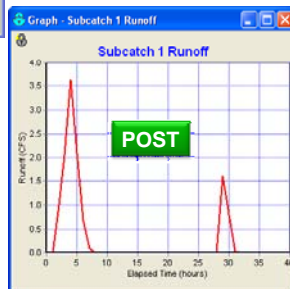 Graph - Subcatch 1 Runoff
Subcatch 1 Runoff
4.0
3.5
3.0
2.5
2.0
1.5
1.0
0.5
0.0
Runoff (CFS)
POST
0 5 10 15 20 25 30 35 40
Elapsed Time (hours)